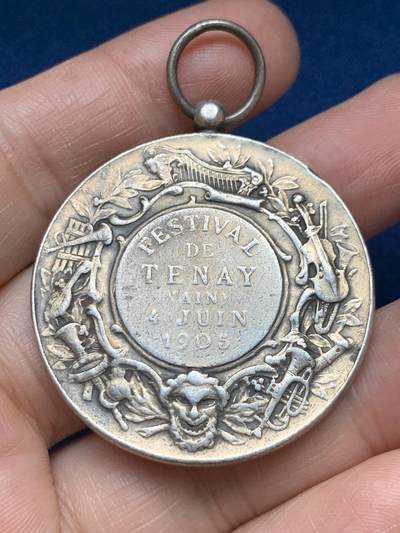 FESTIVAL
DE
TENAY
(AIN)
4 JUIN
1905